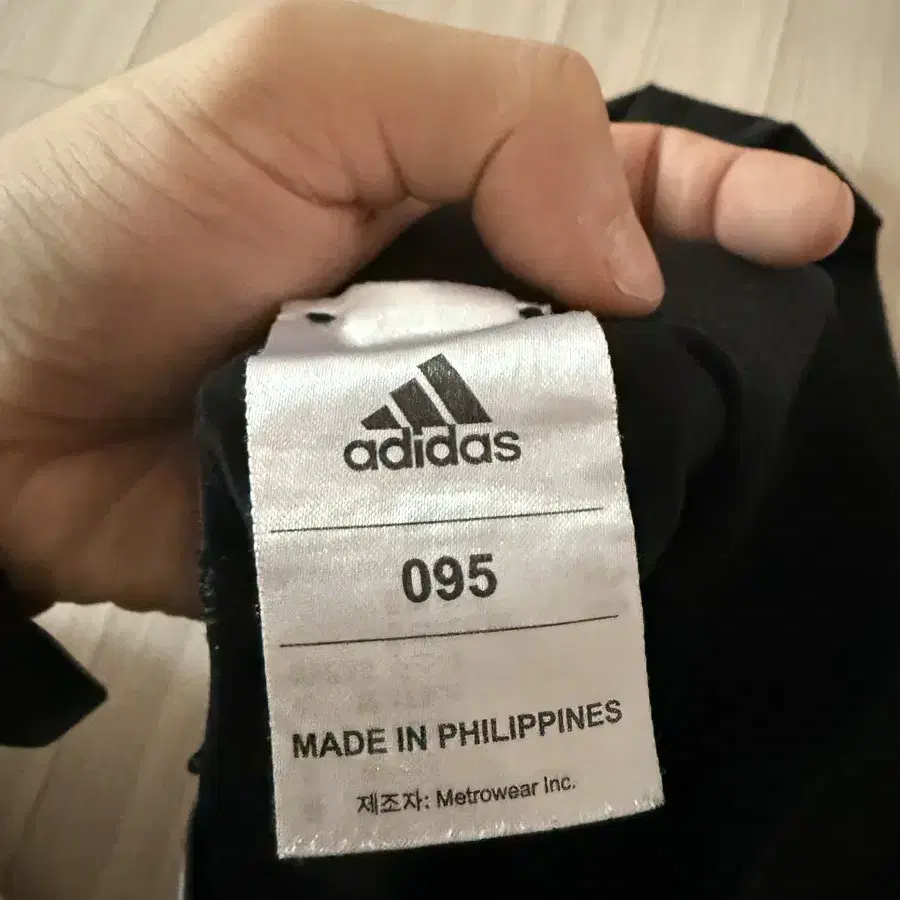 adidas
095
MADE IN PHILIPPINES
제조자: Metrowear Inc.